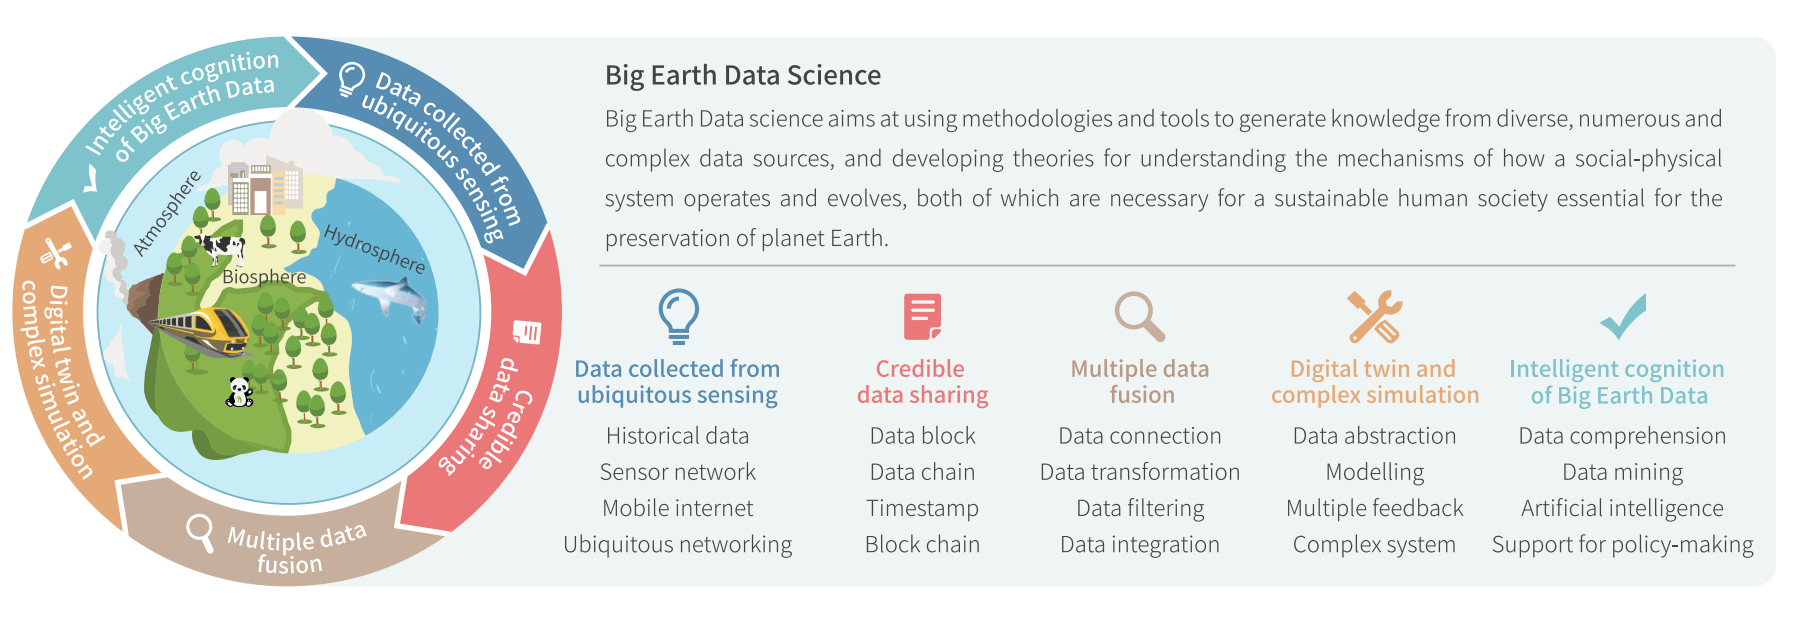 Intelligent cognition
of Big Earth Data
Data collected from
ubiquitous sensing
Credible
data sharing
Multiple data
fusion
Digital twin and
complex simulation
Atmosphere
Hydrosphere
Biosphere
Big Earth Data Science
Big Earth Data science aims at using methodologies and tools to generate knowledge from diverse, numerous and
complex data sources, and developing theories for understanding the mechanisms of how a social-physical
system operates and evolves, both of which are necessary for a sustainable human society essential for the
preservation of planet Earth.
Data collected from
ubiquitous sensing
Historical data
Sensor network
Mobile internet
Ubiquitous networking
Credible
data sharing
Data block
Data chain
Timestamp
Block chain
Multiple data
fusion
Data connection
Data transformation
Data filtering
Data integration
Digital twin and
complex simulation
Data abstraction
Modelling
Multiple feedback
Complex system
Intelligent cognition
of Big Earth Data
Data comprehension
Data mining
Artificial intelligence
Support for policy-making